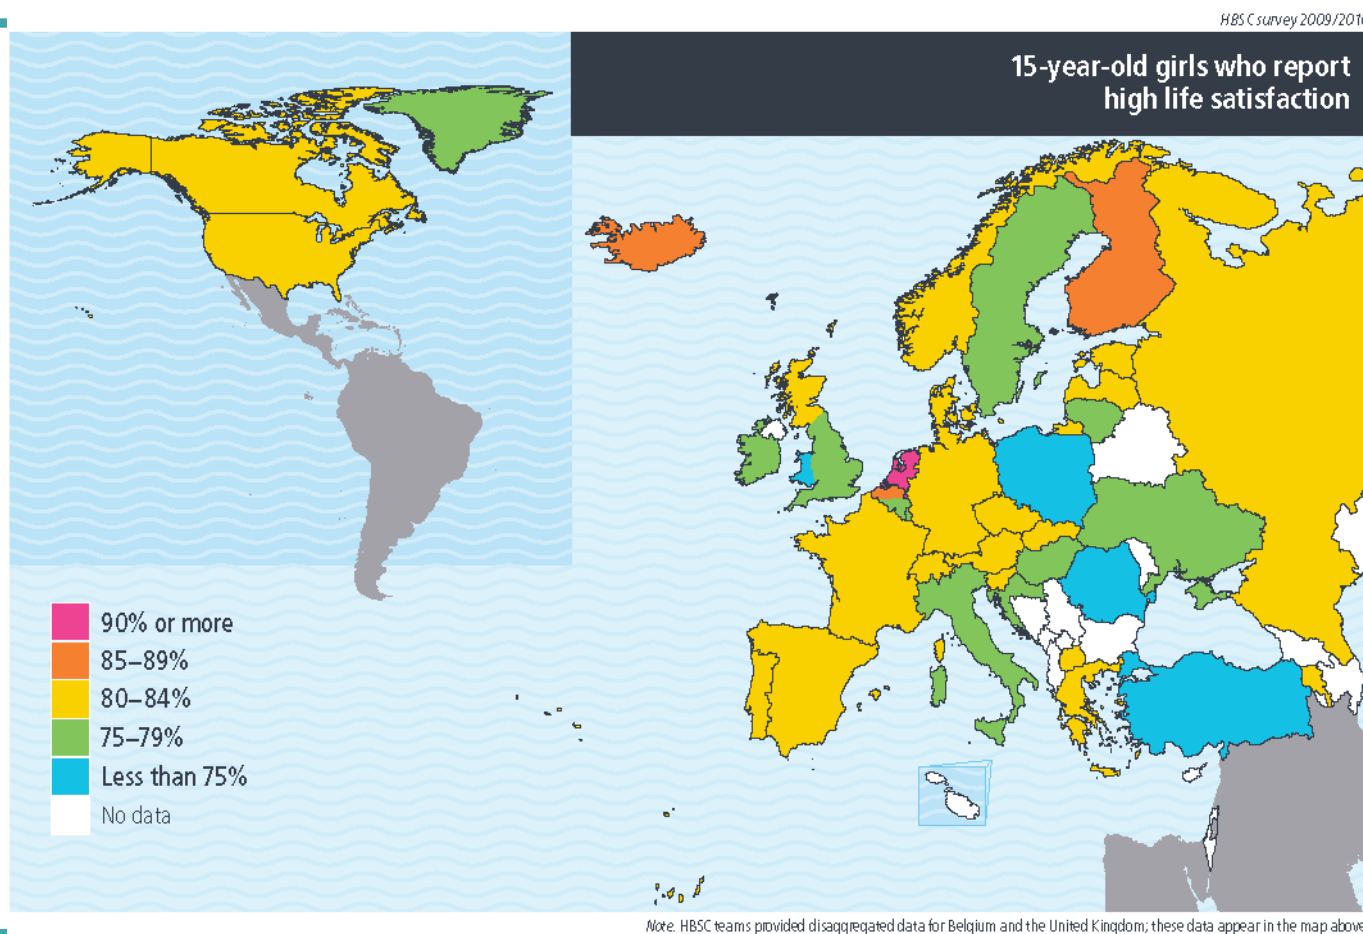 HBSC survey 2009/2010
15-year-old girls who report
high life satisfaction
90% or more
85–89%
80–84%
75–79%
Less than 75%
No data
Note. HBSC teams provided disaggregated data for Belgium and the United Kingdom; these data appear in the map above